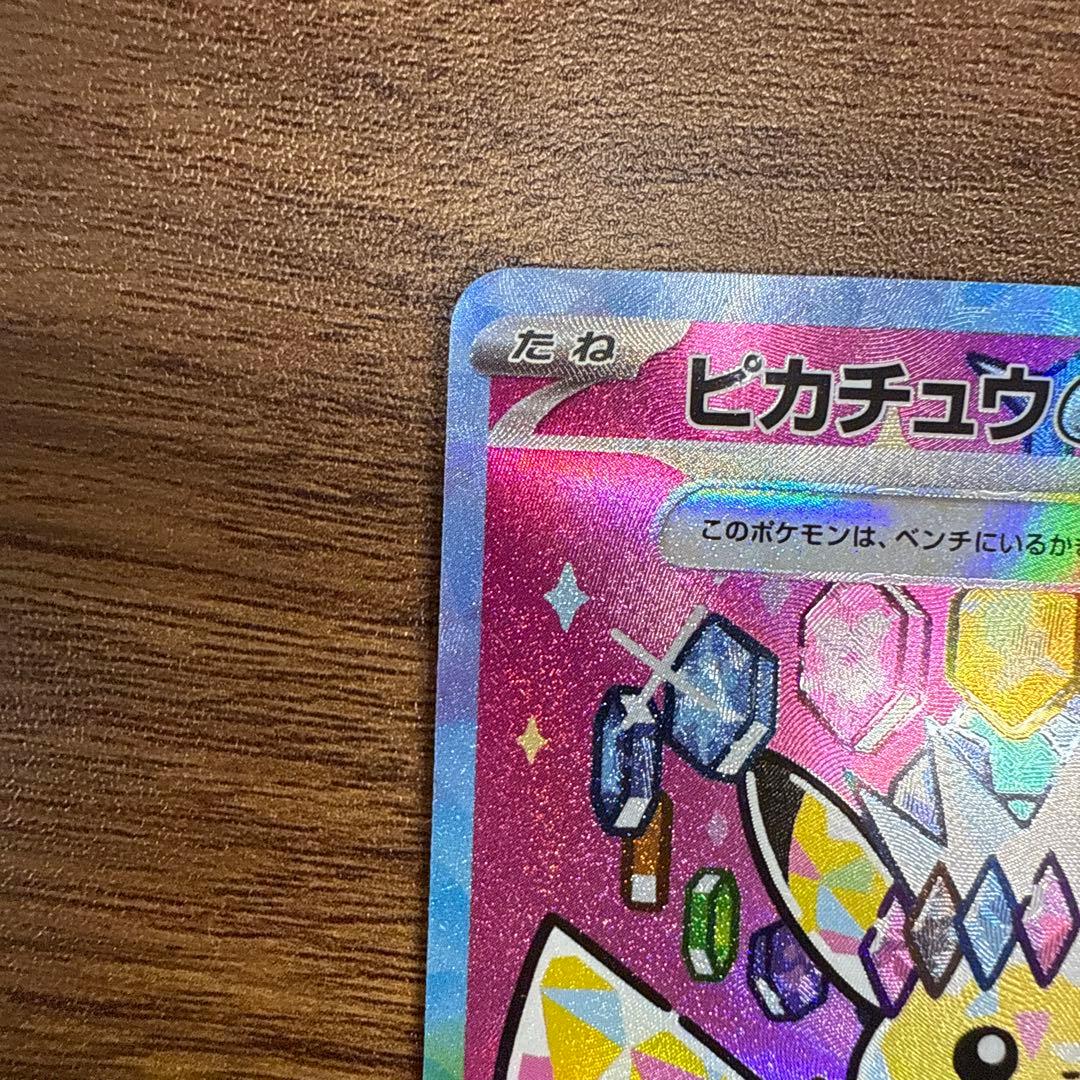 たね
ピカチュウ
このポケモンは、ベンチにいるか